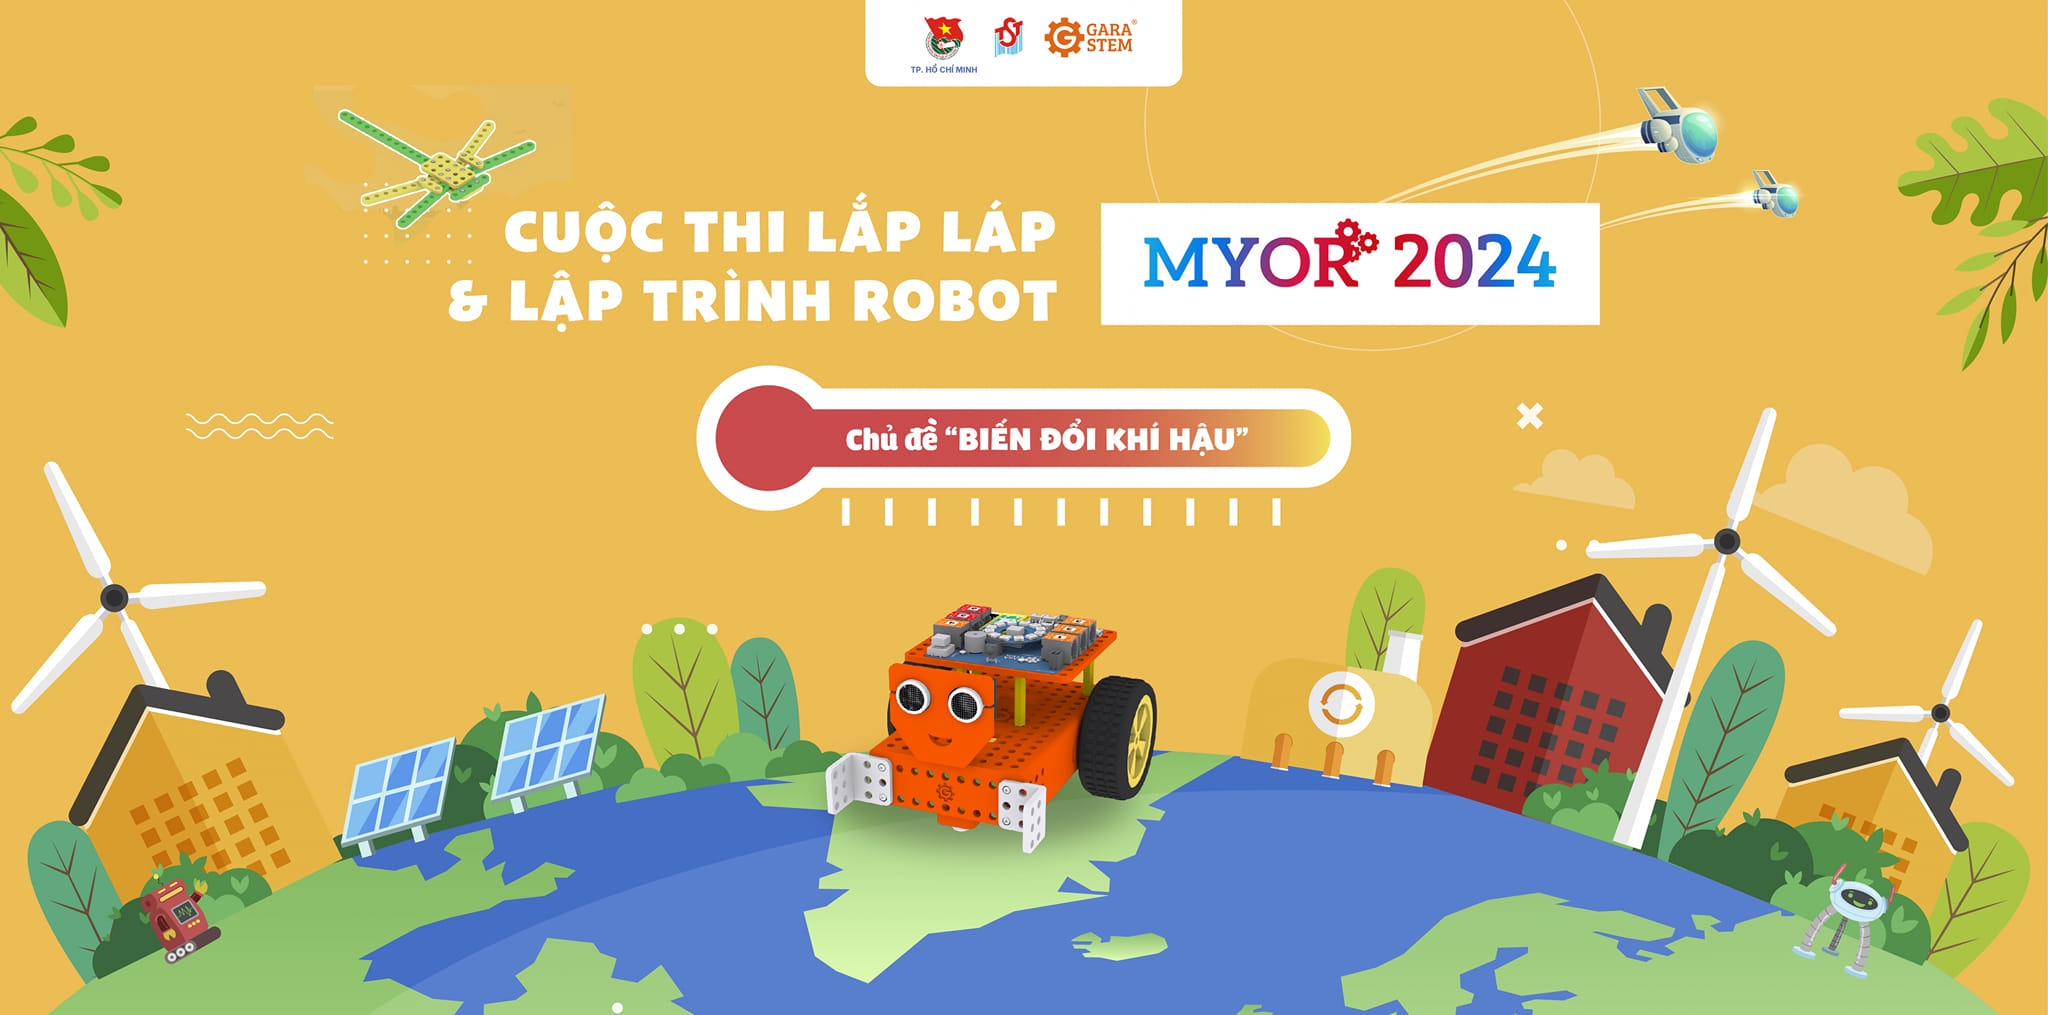 TP. HỒ CHÍ MINH
TST
G
GARA
STEM
®
CUỘC THI LẮP LÁP
& LẬP TRÌNH ROBOT
MYOR 2024
Chủ đề “BIẾN ĐỔI KHÍ HẬU”